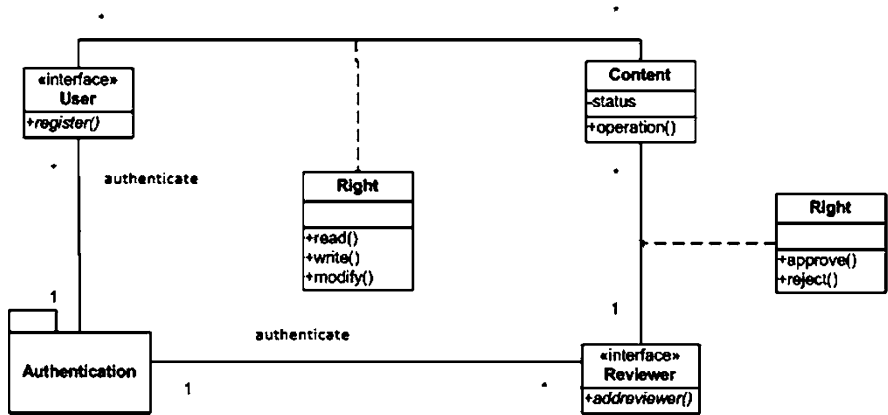 *
*
«interface»
User
+register()
Content
-status
+operation()
*
authenticate
*
Right
+read()
+write()
+modify()
Right
+approve()
+reject()
1
1
Authentication
authenticate
1
*
«interface»
Reviewer
+addreviewer()